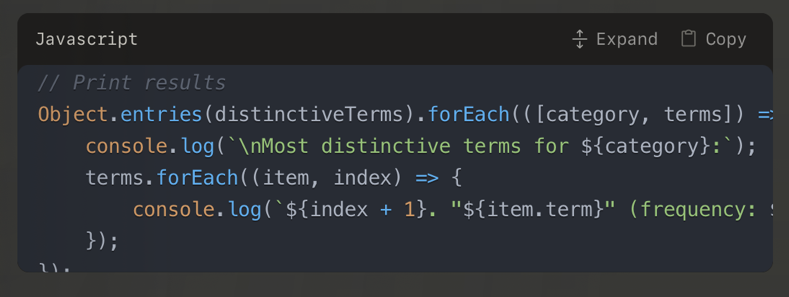 Javascript
Expand
Copy
// Print results
Object.entries(distinctiveTerms).forEach(([category, terms]) =>
    console.log(`\nMost distinctive terms for ${category}:`);
    terms.forEach((item, index) => {
        console.log(`${index + 1}. "${item.term}" (frequency:
    });
});